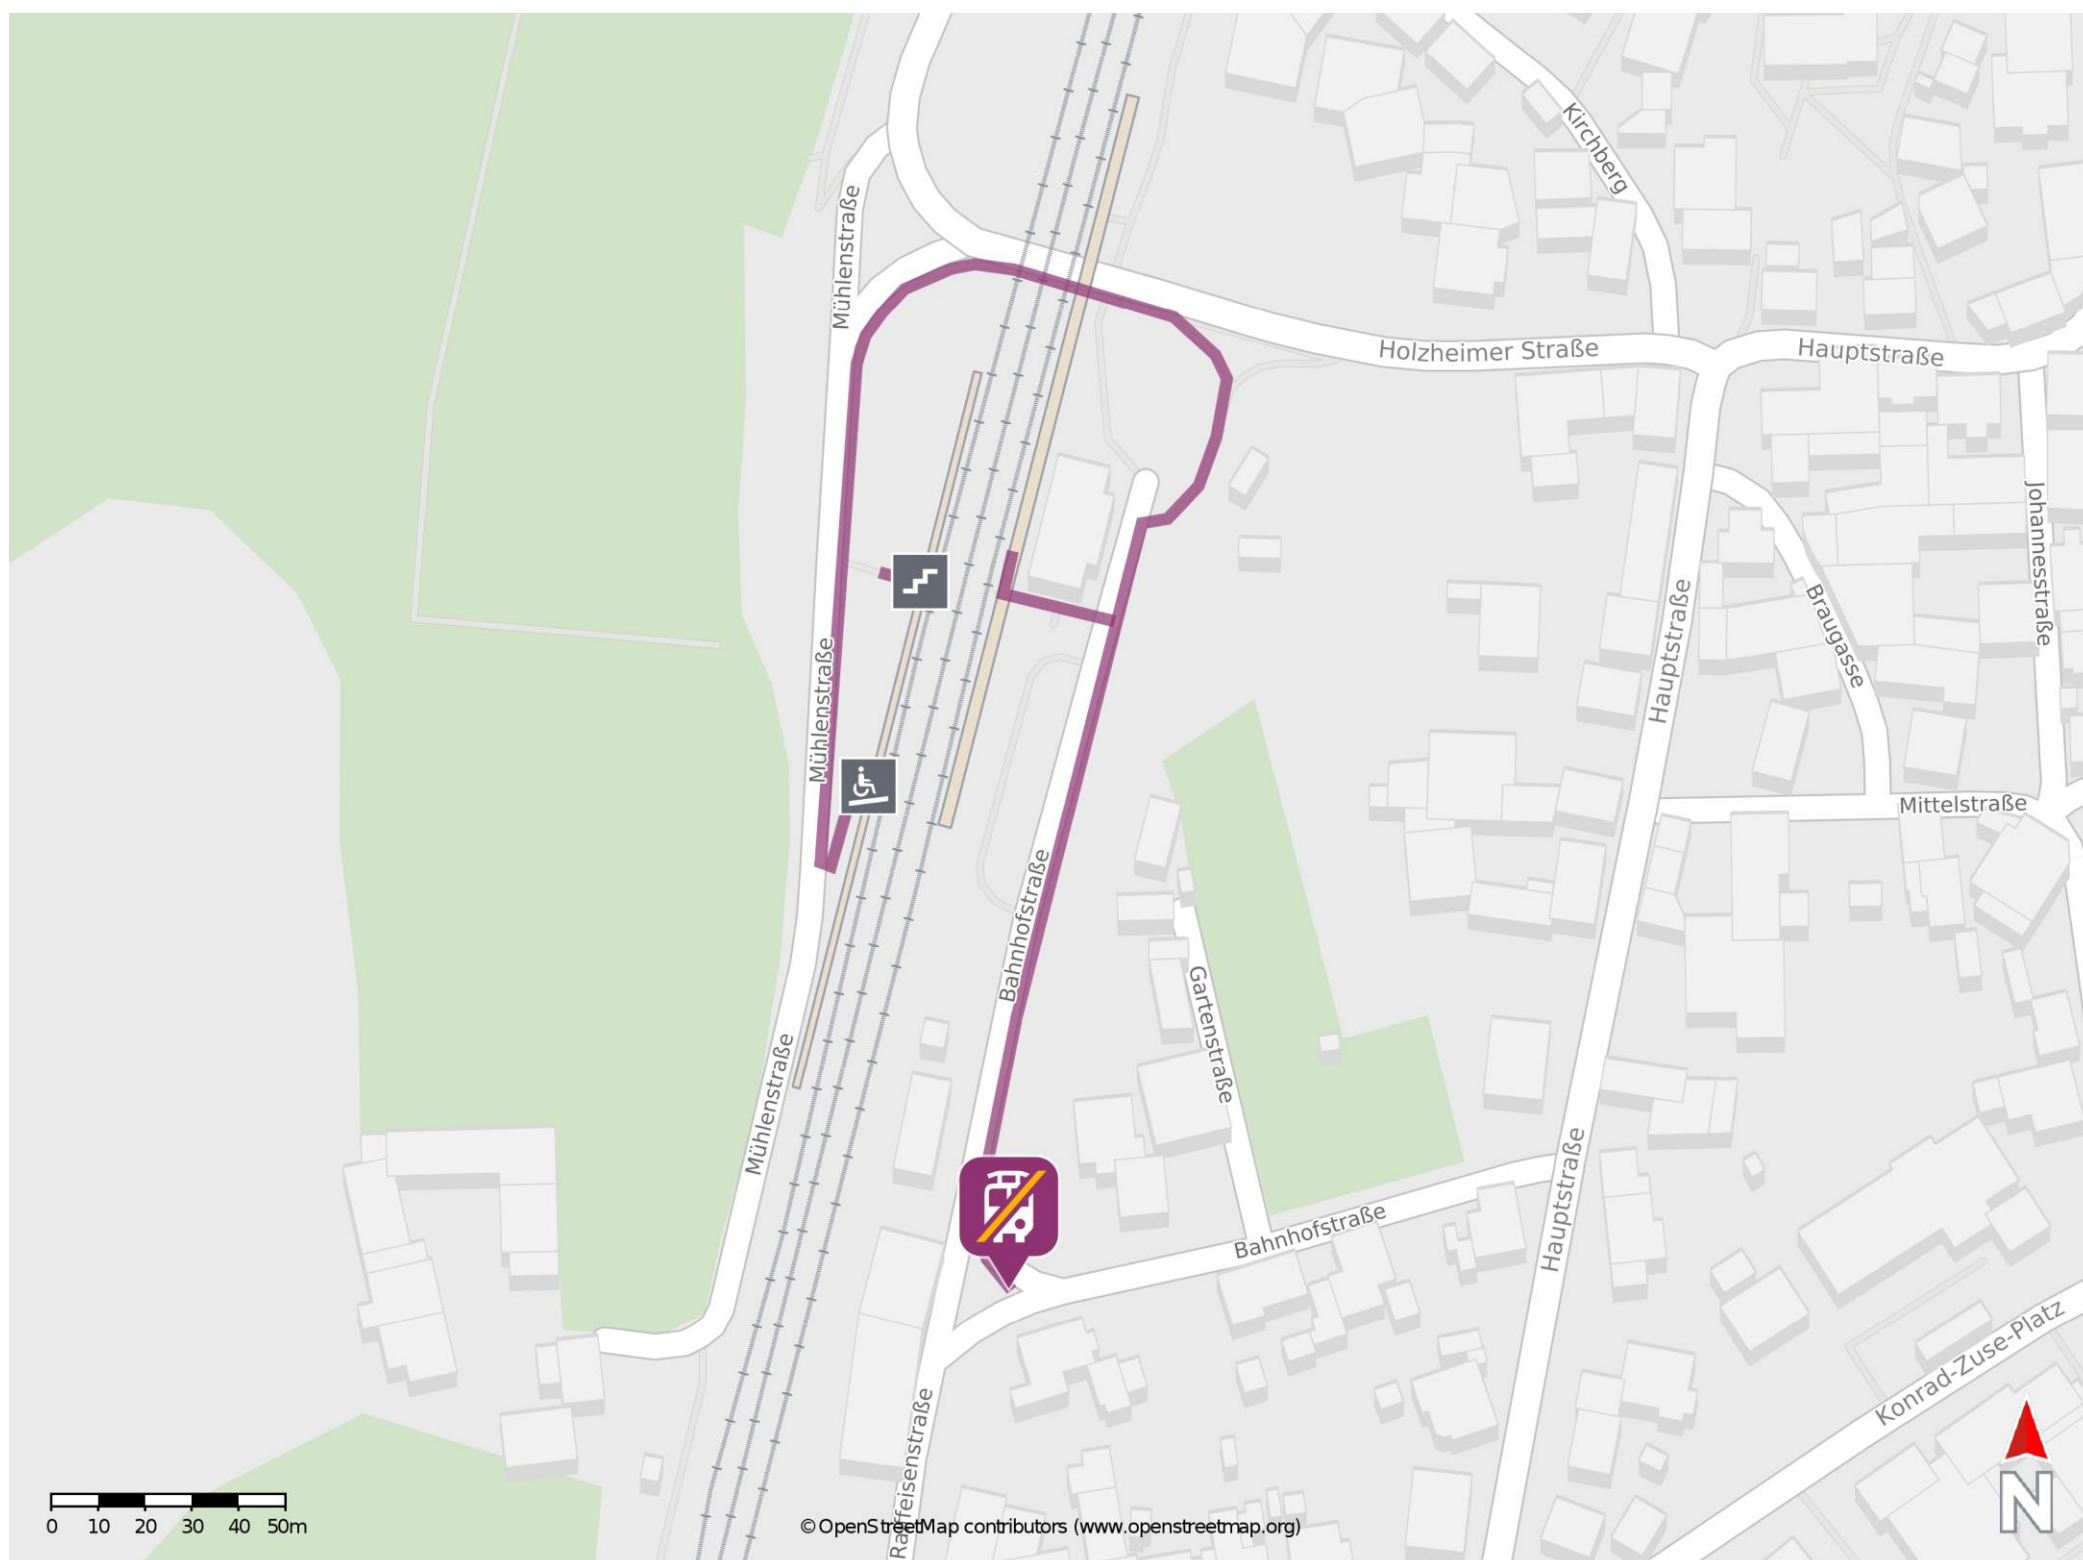 Kirchberg
Mühlenstraße
Holzheimer Straße
Hauptstraße
Johannesstraße
Hauptstraße
Braugasse
Mühlenstraße
Mittelstraße
Bahnhofstraße
Gartenstraße
Mühlenstraße
Hauptstraße
Bahnhofstraße
Konrad-Zuse-Platz
Raiffeisenstraße
N
0 10 20 30 40 50m
© OpenStreetMap contributors (www.openstreetmap.org)